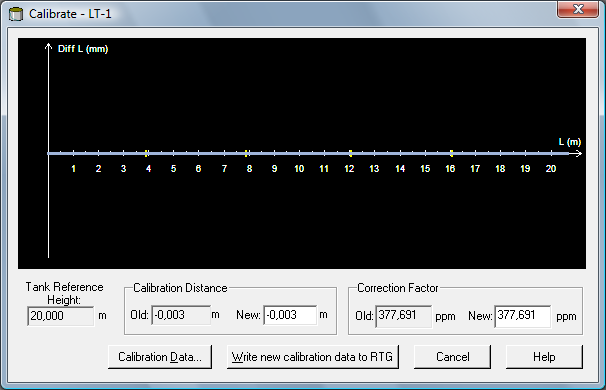 Calibrate - LT-1
Diff L (mm)
L (m)
1 2 3 4 5 6 7 8 9 10 11 12 13 14 15 16 17 18 19 20
Tank Reference
Height:
20,000 m
Calibration Distance
Old: -0,003 m New: -0,003 m
Correction Factor
Old: 377,691 ppm New: 377,691 ppm
Calibration Data... Write new calibration data to RTG Cancel Help